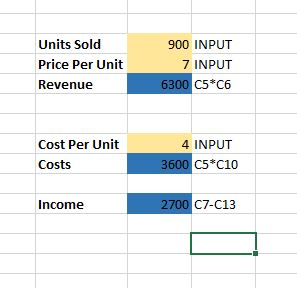 Units Sold 900 INPUT
Price Per Unit 7 INPUT
Revenue 6300 C5*C6
Cost Per Unit 4 INPUT
Costs 3600 C5*C10
Income 2700 C7-C13